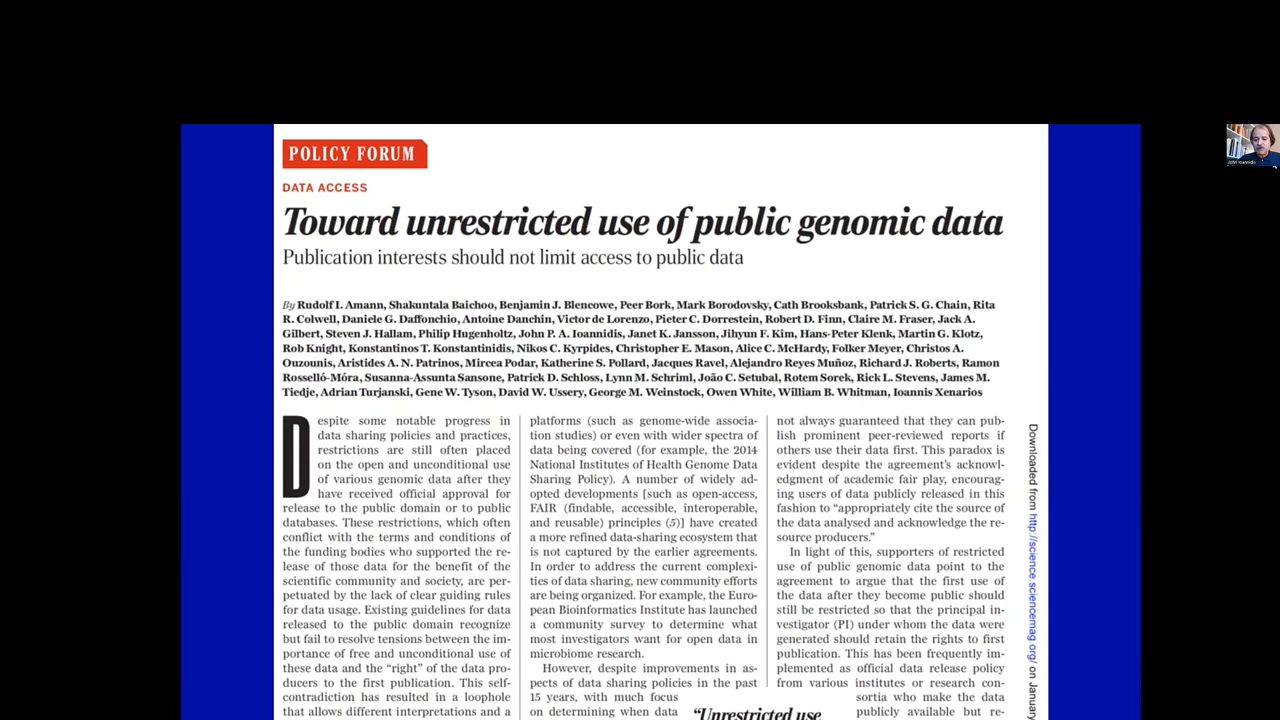 POLICY FORUM
DATA ACCESS
Toward unrestricted use of public genomic data
Publication interests should not limit access to public data
By Rudolf I. Amann, Shakuntala Baichoo, Benjamin J. Blencowe, Peer Bork, Mark Borodovsky, Cath Brooksbank, Patrick S. G. Chain, Rita
R. Colwell, Daniele G. Daffonchio, Antoine Danchin, Victor de Lorenzo, Pieter C. Dorrestein, Robert D. Finn, Claire M. Fraser, Jack A.
Gilbert, Steven J. Hallam, Philip Hugenholtz, John P. A. Ioannidis, Janet K. Jansson, Jihyun F. Kim, Hans-Peter Klenk, Martin G. Klotz,
Rob Knight, Konstantinos T. Konstantinidis, Nikos C. Kyrpides, Christopher E. Mason, Alice C. McHardy, Folker Meyer, Christos A.
Ouzounis, Aristides A. N. Patrinos, Mircea Podar, Katherine S. Pollard, Jacques Ravel, Alejandro Reyes Muñoz, Richard J. Roberts, Ramon
Rosselló-Móra, Susanna-Assunta Sansone, Patrick D. Schloss, Lynn M. Schriml, João C. Setubal, Rotem Sorek, Rick L. Stevens, James M.
Tiedje, Adrian Turjanski, Gene W. Tyson, David W. Ussery, George M. Weinstock, Owen White, William B. Whitman, Ioannis Xenarios
Despite some notable progress in
data sharing policies and practices,
restrictions are still often placed
on the open and unconditional use
of various genomic data after they
have received official approval for
release to the public domain or to public
databases. These restrictions, which often
conflict with the terms and conditions of
the funding bodies who supported the re-
lease of those data for the benefit of the
scientific community and society, are per-
petuated by the lack of clear guiding rules
for data usage. Existing guidelines for data
released to the public domain recognize
but fail to resolve tensions between the im-
portance of free and unconditional use of
these data and the “right” of the data pro-
ducers to the first publication. This self-
contradiction has resulted in a loophole
that allows different interpretations and a
platforms (such as genome-wide associa-
tion studies) or even with wider spectra of
data being covered (for example, the 2014
National Institutes of Health Genome Data
Sharing Policy). A number of widely ad-
opted developments [such as open-access,
FAIR (findable, accessible, interoperable,
and reusable) principles (5)] have created
a more refined data-sharing ecosystem that
is not captured by the earlier agreements.
In order to address the current complexi-
ties of data sharing, new community efforts
are being organized. For example, the Euro-
pean Bioinformatics Institute has launched
a community survey to determine what
most investigators want for open data in
microbiome research.
However, despite improvements in as-
pects of data sharing policies in the past
15 years, with much focus
on determining when data
“Unrestricted use
not always guaranteed that they can pub-
lish prominent peer-reviewed reports if
others use their data first. This paradox is
evident despite the agreement’s acknowl-
edgment of academic fair play, encourag-
ing users of data publicly released in this
fashion to “appropriately cite the source of
the data analysed and acknowledge the re-
source producers.”
In light of this, supporters of restricted
use of public genomic data point to the
agreement to argue that the first use of
the data after they become public should
still be restricted so that the principal in-
vestigator (PI) under whom the data were
generated should retain the rights to first
publication. This has been frequently im-
plemented as official data release policy
from various institutes or research con-
sortia who make the data
publicly available but re-
Downloaded from http://science.sciencemag.org/ on January
John Ioannidis